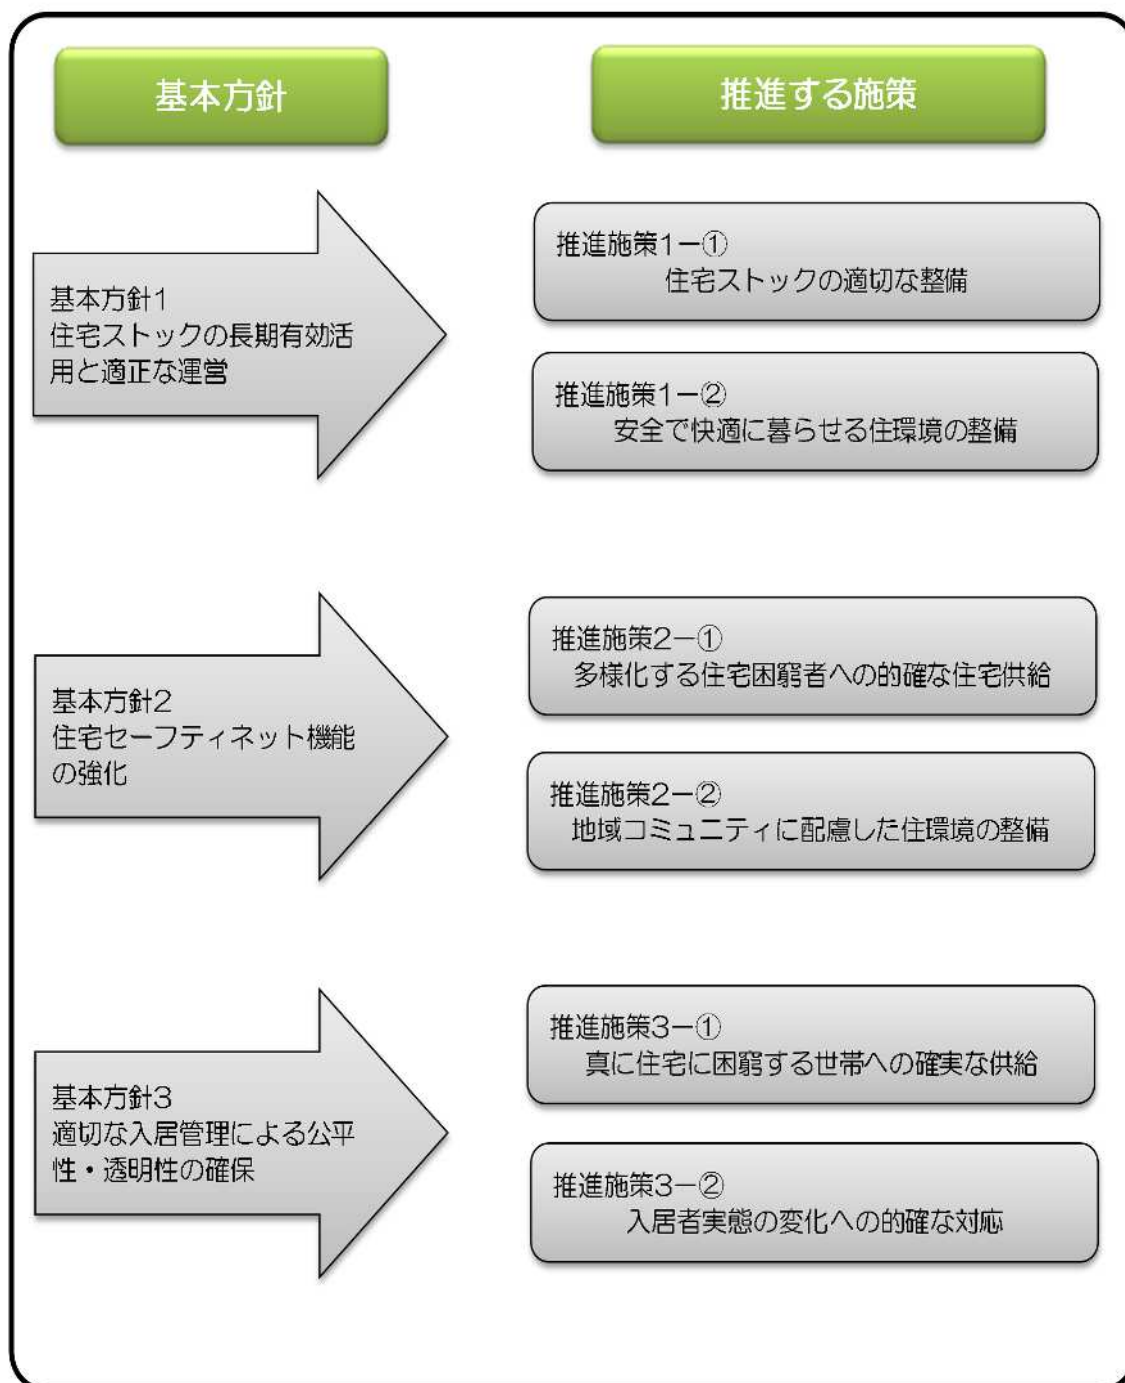 基本方針
推進する施策
基本方針1
住宅ストックの長期有効活
用と適正な運営
推進施策1－①
住宅ストックの適切な整備
推進施策1－②
安全で快適に暮らせる住環境の整備
基本方針2
住宅セーフティネット機能
の強化
推進施策2－①
多様化する住宅困窮者への的確な住宅供給
推進施策2－②
地域コミュニティに配慮した住環境の整備
基本方針3
適切な入居管理による公平
性・透明性の確保
推進施策3－①
真に住宅に困窮する世帯への確実な供給
推進施策3－②
入居者実態の変化への的確な対応